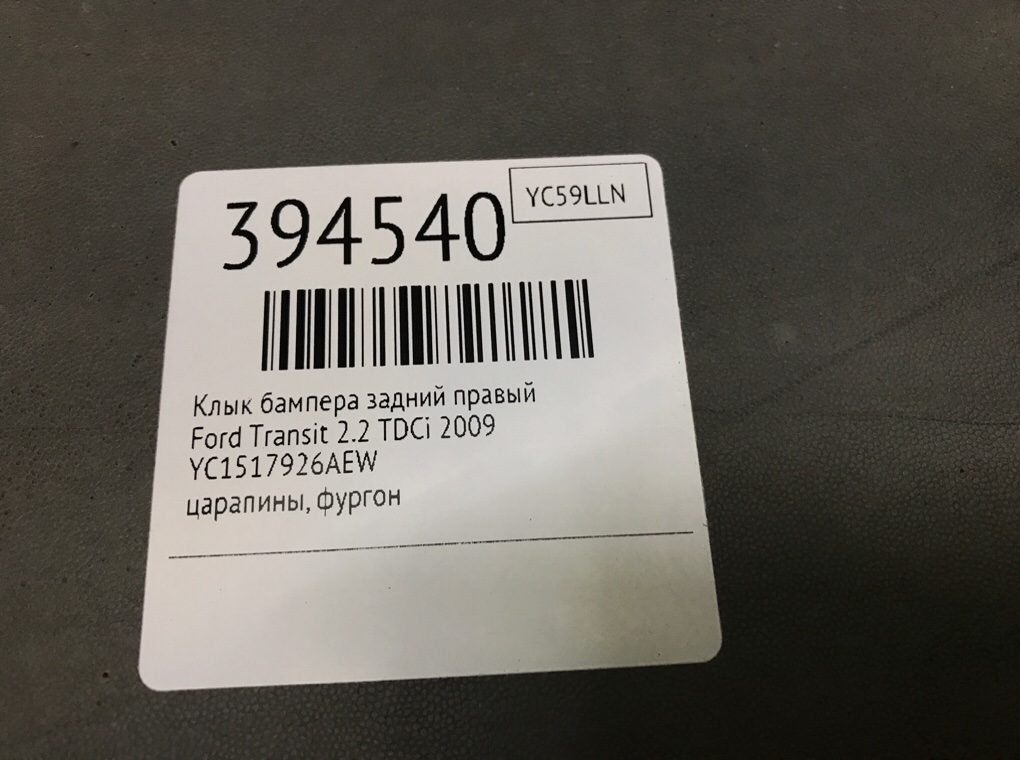 394540
YC59LLN
Клык бампера задний правый
Ford Transit 2.2 TDCi 2009
YC1517926AEW
царапины, фургон